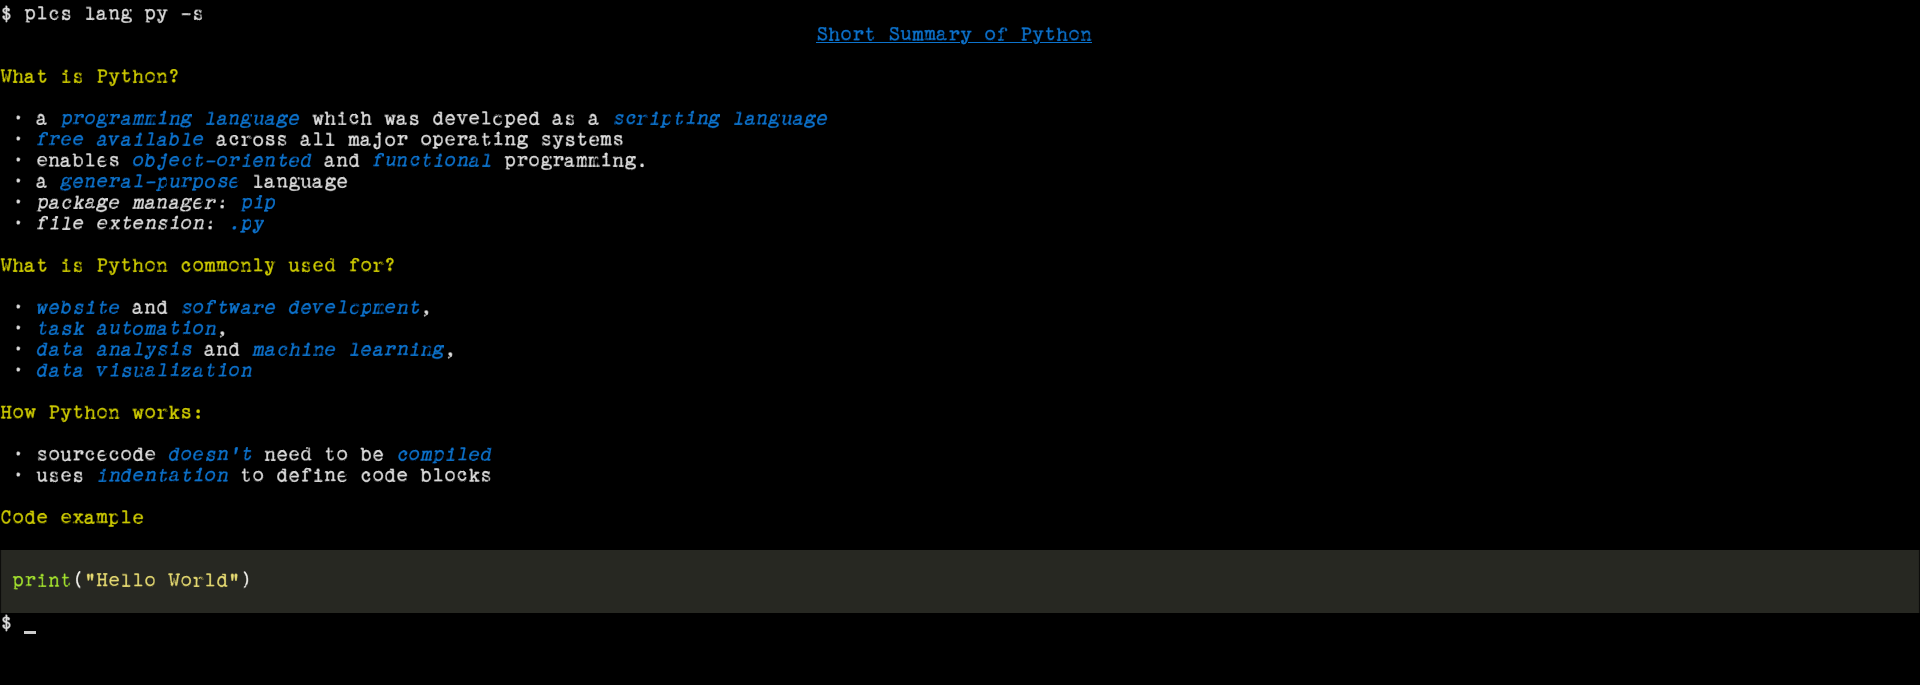 $ plcs lang py -s
Short Summary of Python
What is Python?
• a programming language which was developed as a scripting language
• free available across all major operating systems
• enables object-oriented and functional programming.
• a general-purpose language
• package manager: pip
• file extension: .py
What is Python commonly used for?
• website and software development,
• task automation,
• data analysis and machine learning,
• data visualization
How Python works:
• sourcecode doesn't need to be compiled
• uses indentation to define code blocks
Code example
print("Hello World")
$ _